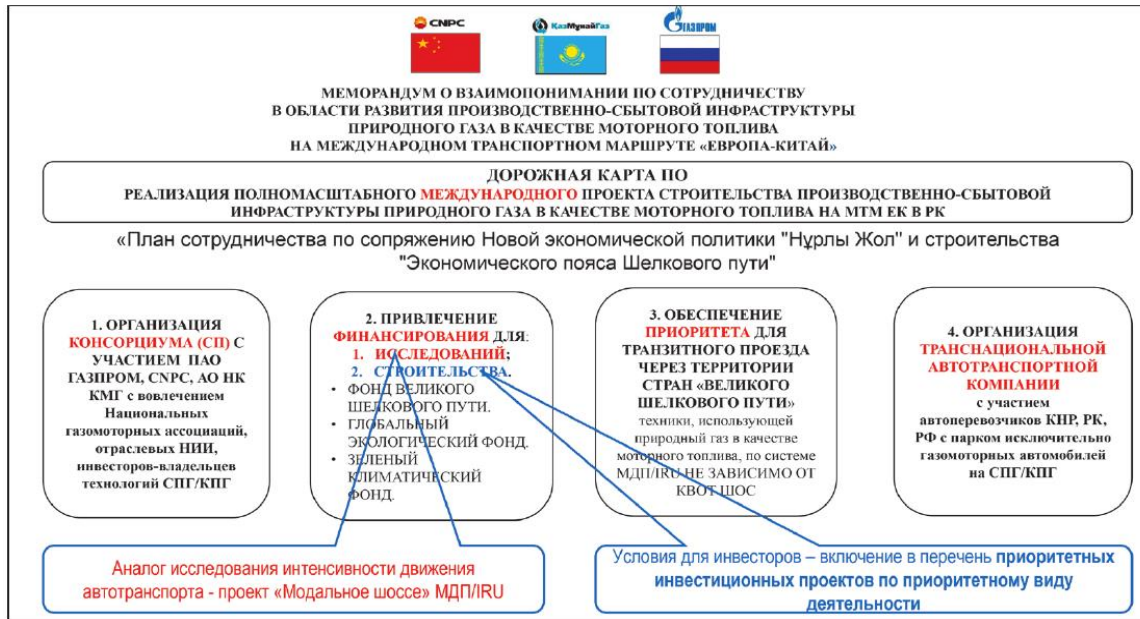 CNPC
ҚазМұнайГаз
ГАЗПРОМ
МЕМОРАНДУМ О ВЗАИМОПОНИМАНИИ ПО СОТРУДНИЧЕСТВУ
В ОБЛАСТИ РАЗВИТИЯ ПРОИЗВОДСТВЕННО-СБЫТОВОЙ ИНФРАСТРУКТУРЫ
ПРИРОДНОГО ГАЗА В КАЧЕСТВЕ МОТОРНОГО ТОПЛИВА
НА МЕЖДУНАРОДНОМ ТРАНСПОРТНОМ МАРШРУТЕ «ЕВРОПА-КИТАЙ»
ДОРОЖНАЯ КАРТА ПО
РЕАЛИЗАЦИЯ ПОЛНОМАСШТАБНОГО МЕЖДУНАРОДНОГО ПРОЕКТА СТРОИТЕЛЬСТВА ПРОИЗВОДСТВЕННО-СБЫТОВОЙ
ИНФРАСТРУКТУРЫ ПРИРОДНОГО ГАЗА В КАЧЕСТВЕ МОТОРНОГО ТОПЛИВА НА МТМ ЕК В РК
«План сотрудничества по сопряжению Новой экономической политики "Нұрлы Жол" и строительства
"Экономического пояса Шелкового пути"
1. ОРГАНИЗАЦИЯ
КОНСОРЦИУМА (СП) С
УЧАСТИЕМ ПАО
ГАЗПРОМ, CNPC, АО НК
КМГ с вовлечением
Национальных
газомоторных ассоциаций,
отраслевых НИИ,
инвесторов-владельцев
технологий СПГ/КПГ
2. ПРИВЛЕЧЕНИЕ
ФИНАНСИРОВАНИЯ ДЛЯ:
1. ИССЛЕДОВАНИЙ;
2. СТРОИТЕЛЬСТВА.
• ФОНД ВЕЛИКОГО
ШЕЛКОВОГО ПУТИ.
• ГЛОБАЛЬНЫЙ
ЭКОЛОГИЧЕСКИЙ ФОНД.
• ЗЕЛЕНЫЙ
КЛИМАТИЧЕСКИЙ
ФОНД.
3. ОБЕСПЕЧЕНИЕ
ПРИОРИТЕТА ДЛЯ
ТРАНЗИТНОГО ПРОЕЗДА
ЧЕРЕЗ ТЕРРИТОРИИ
СТРАН «ВЕЛИКОГО
ШЕЛКОВОГО ПУТИ»
техники, использующей
природный газ в качестве
моторного топлива, по системе
МДП/IRU НЕ ЗАВИСИМО ОТ
КВОТ ШОС
4. ОРГАНИЗАЦИЯ
ТРАНСНАЦИОНАЛЬНОЙ
АВТОТРАНСПОРТНОЙ
КОМПАНИИ
с участием
автоперевозчиков КНР, РК,
РФ с парком исключительно
газомоторных автомобилей
на СПГ/КПГ
Аналог исследования интенсивности движения
автотранспорта - проект «Модальное шоссе» МДП/IRU
Условия для инвесторов – включение в перечень приоритетных
инвестиционных проектов по приоритетному виду
деятельности